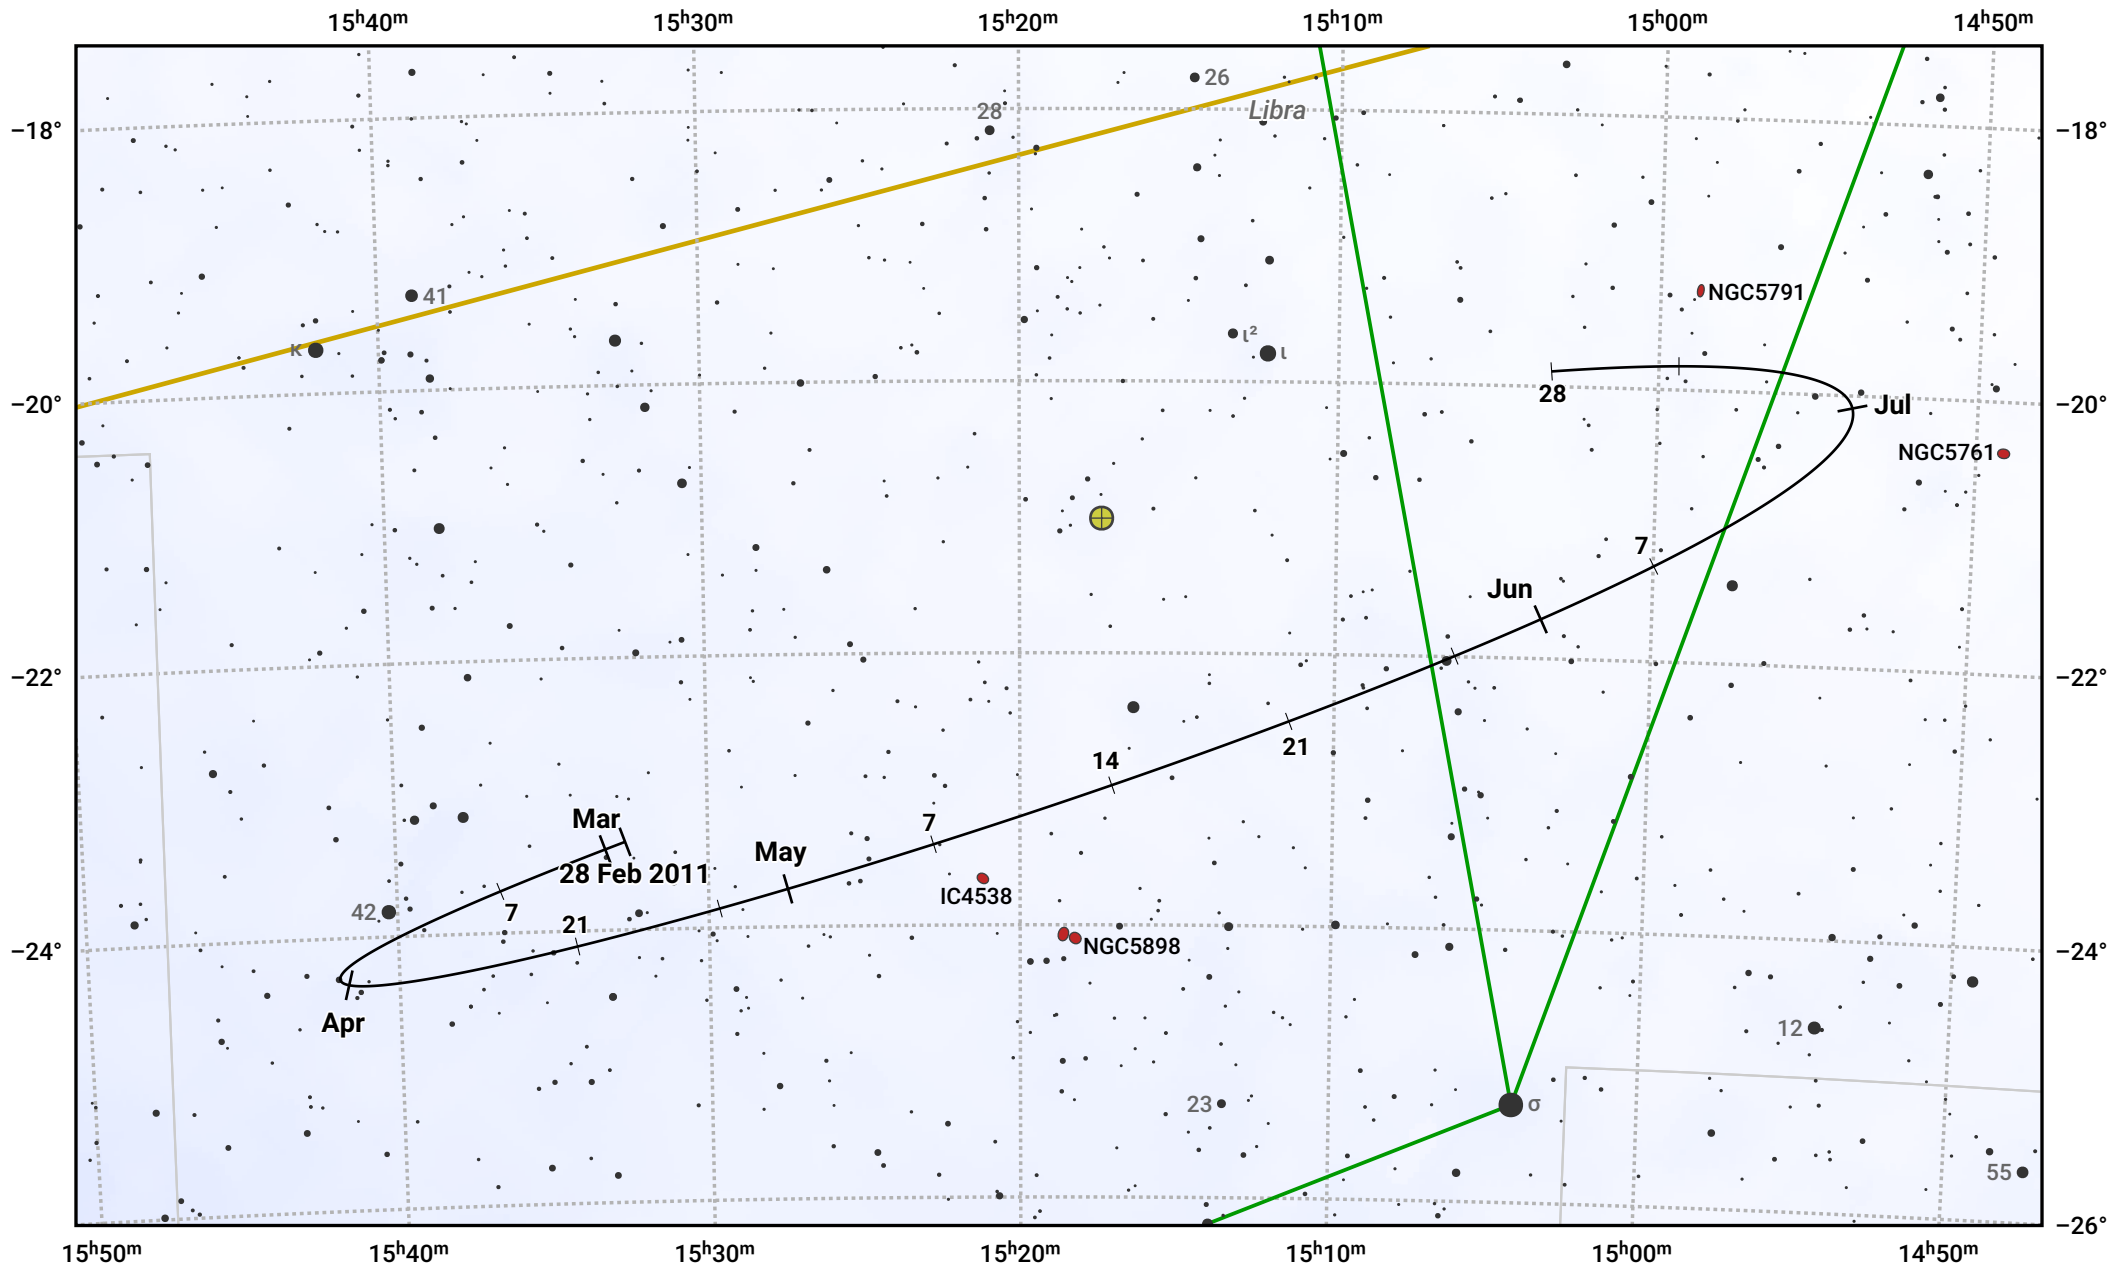 15ʰ40ᵐ 15ʰ30ᵐ 15ʰ20ᵐ 15ʰ10ᵐ 15ʰ00ᵐ 14ʰ50ᵐ
26
28
Libra
−18° −18°
41
NGC5791
ι²
κ
ι
28
−20° Jul −20°
NGC5761
7
Jun
−22° −22°
21
14
Mar
7
May
28 Feb 2011
IC4538
42
7
21
NGC5898
−24° −24°
Apr
12
23
σ
55
−26°
15ʰ50ᵐ 15ʰ40ᵐ 15ʰ30ᵐ 15ʰ20ᵐ 15ʰ10ᵐ 15ʰ00ᵐ 14ʰ50ᵐ